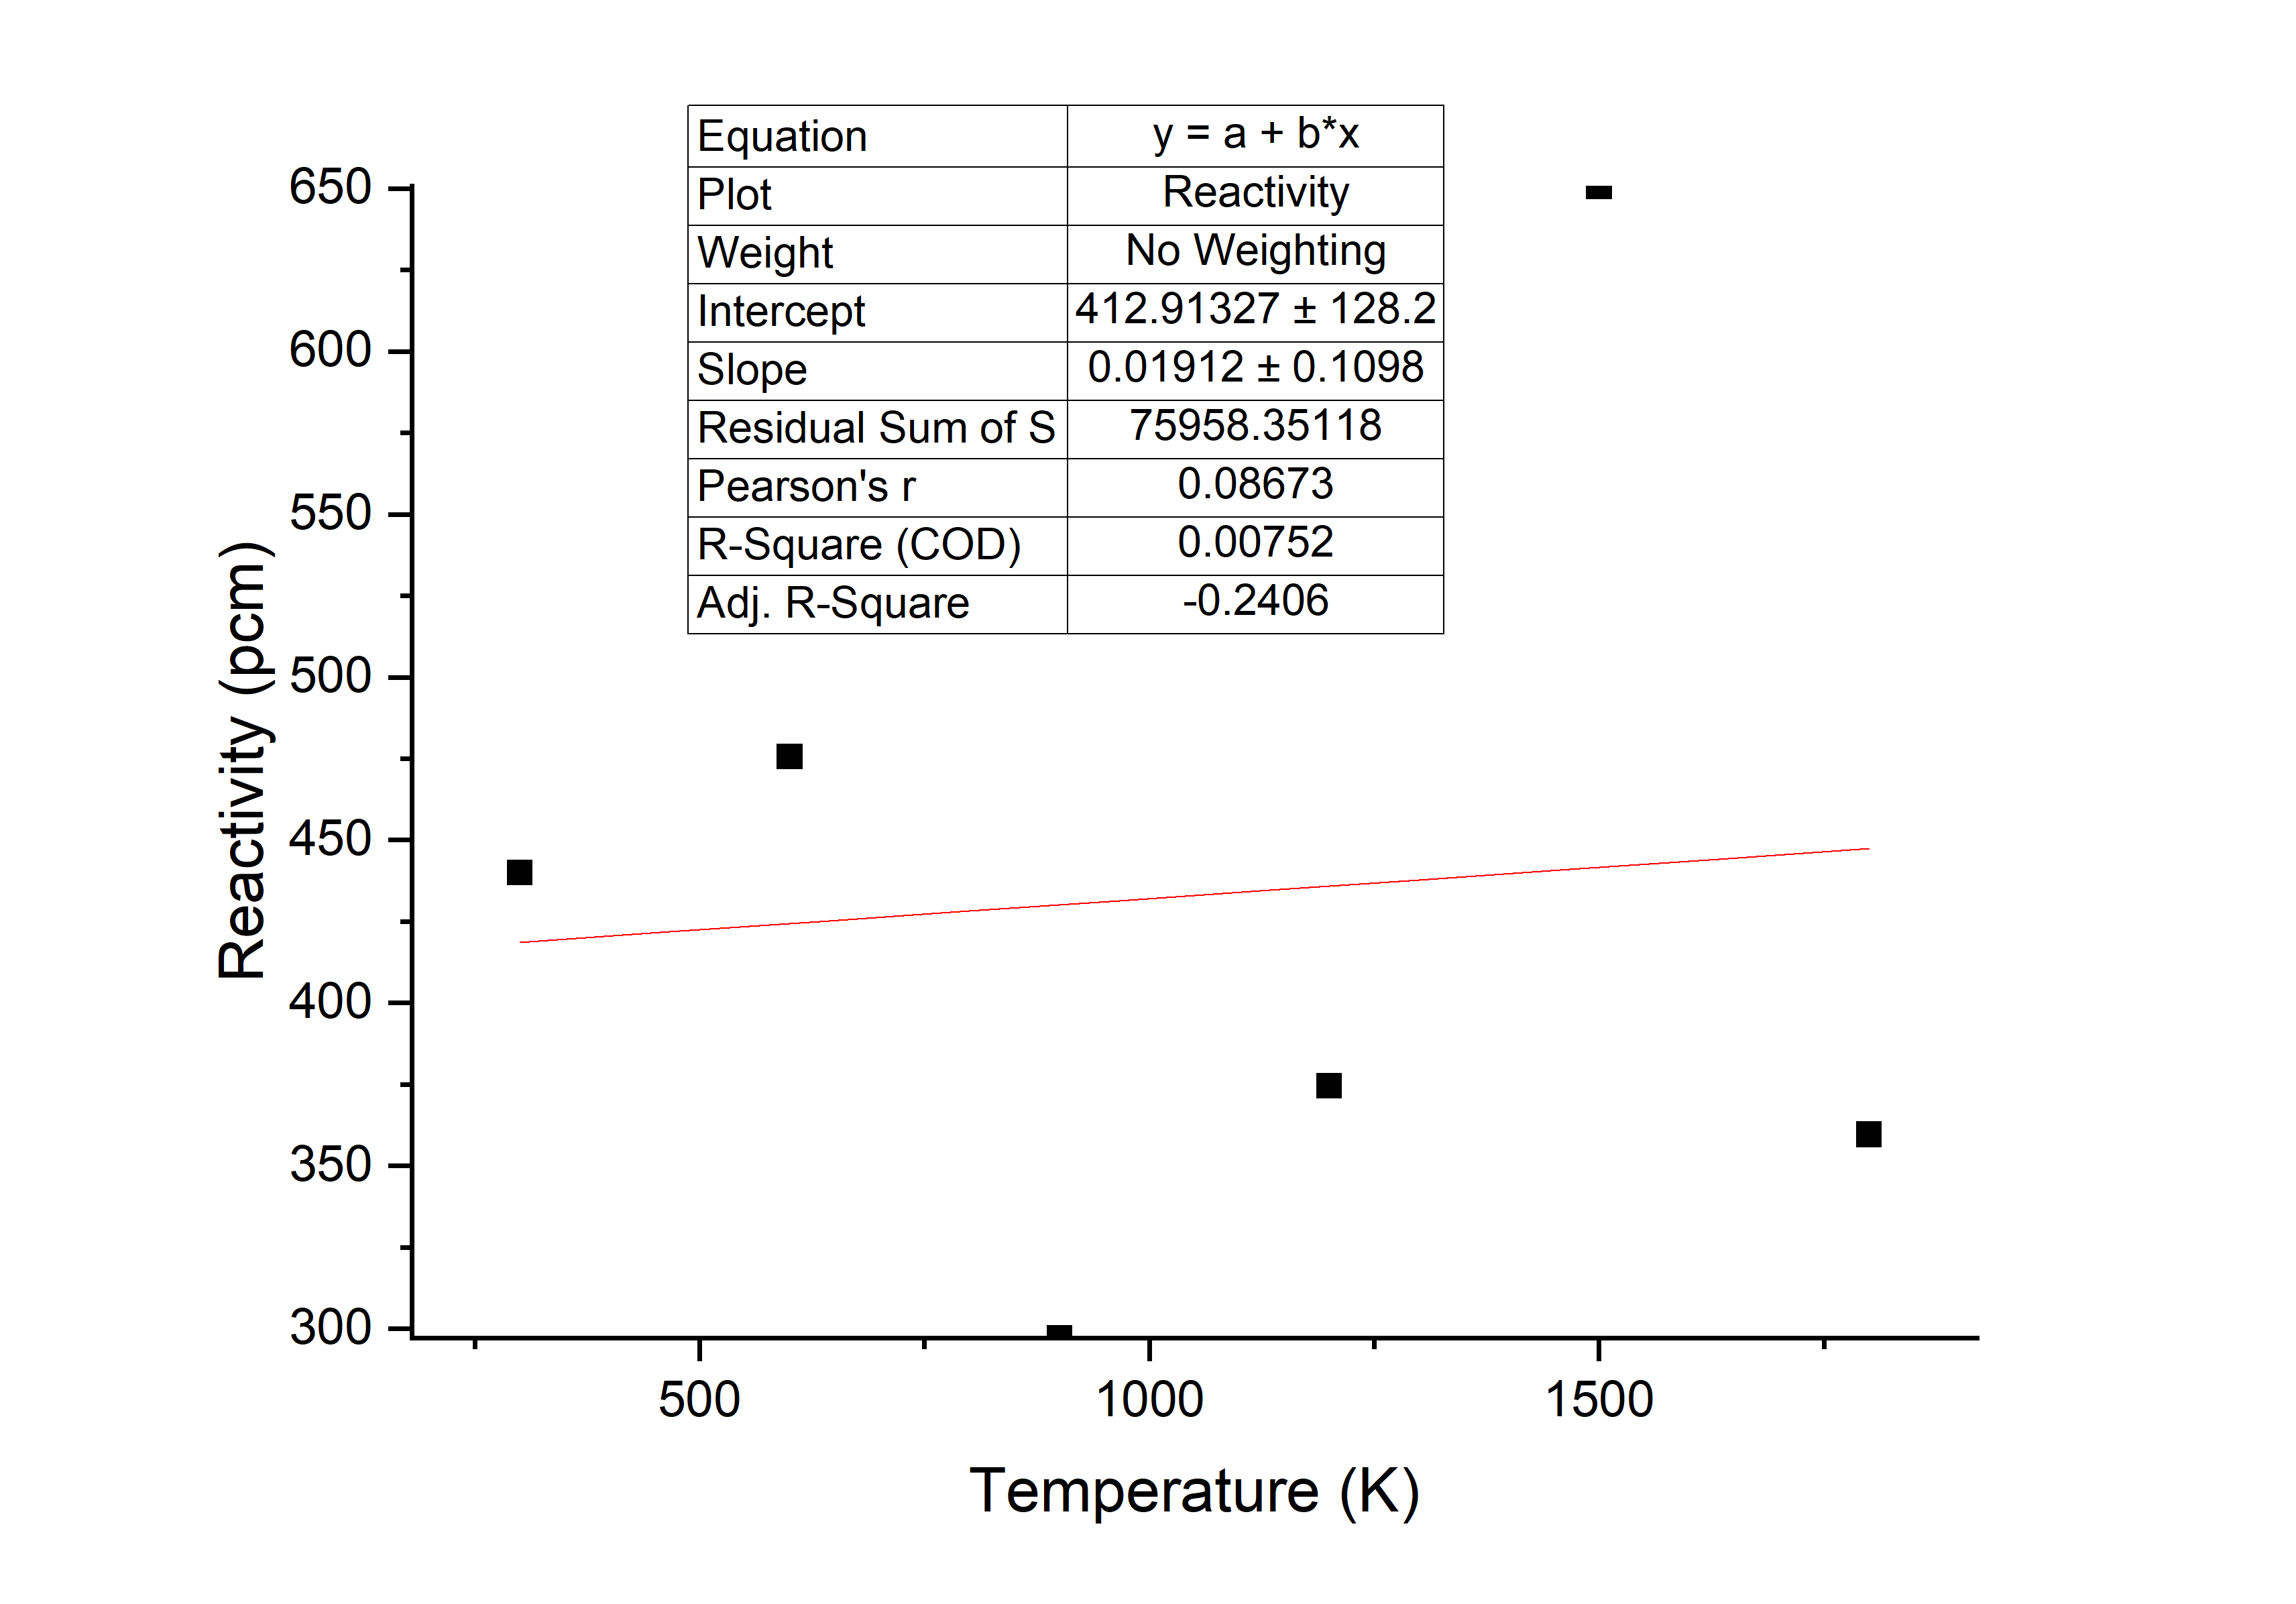 Equation y = a + b*x
Plot Reactivity
Weight No Weighting
Intercept 412.91327 ± 128.2
Slope 0.01912 ± 0.1098
Residual Sum of S 75958.35118
Pearson's r 0.08673
R-Square (COD) 0.00752
Adj. R-Square -0.2406
650
600
550
500
450
400
350
300
Reactivity (pcm)
500 1000 1500
Temperature (K)